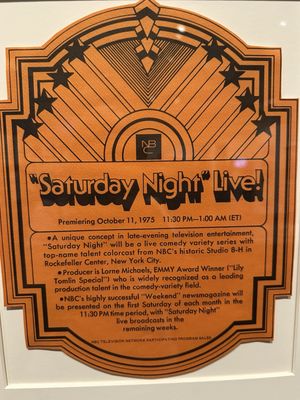 NBC
"Saturday Night" Live!
Premiering October 11, 1975 11:30 PM—1:00 AM (ET)
•A unique concept in late-evening television entertainment,
"Saturday Night" will be a live comedy variety series with
top-name talent colorcast from NBC's historic Studio 8-H in
Rockefeller Center, New York City.
•Producer is Lorne Michaels, EMMY Award Winner ("Lily
Tomlin Special") who is widely recognized as a leading
production talent in the comedy-variety field.
•NBC's highly successful "Weekend" newsmagazine will
be presented on the first Saturday of each month in the
11:30 PM time period, with "Saturday Night"
live broadcasts in the
remaining weeks.
NBC TELEVISION NETWORK PARTICIPATING PROGRAM SALES